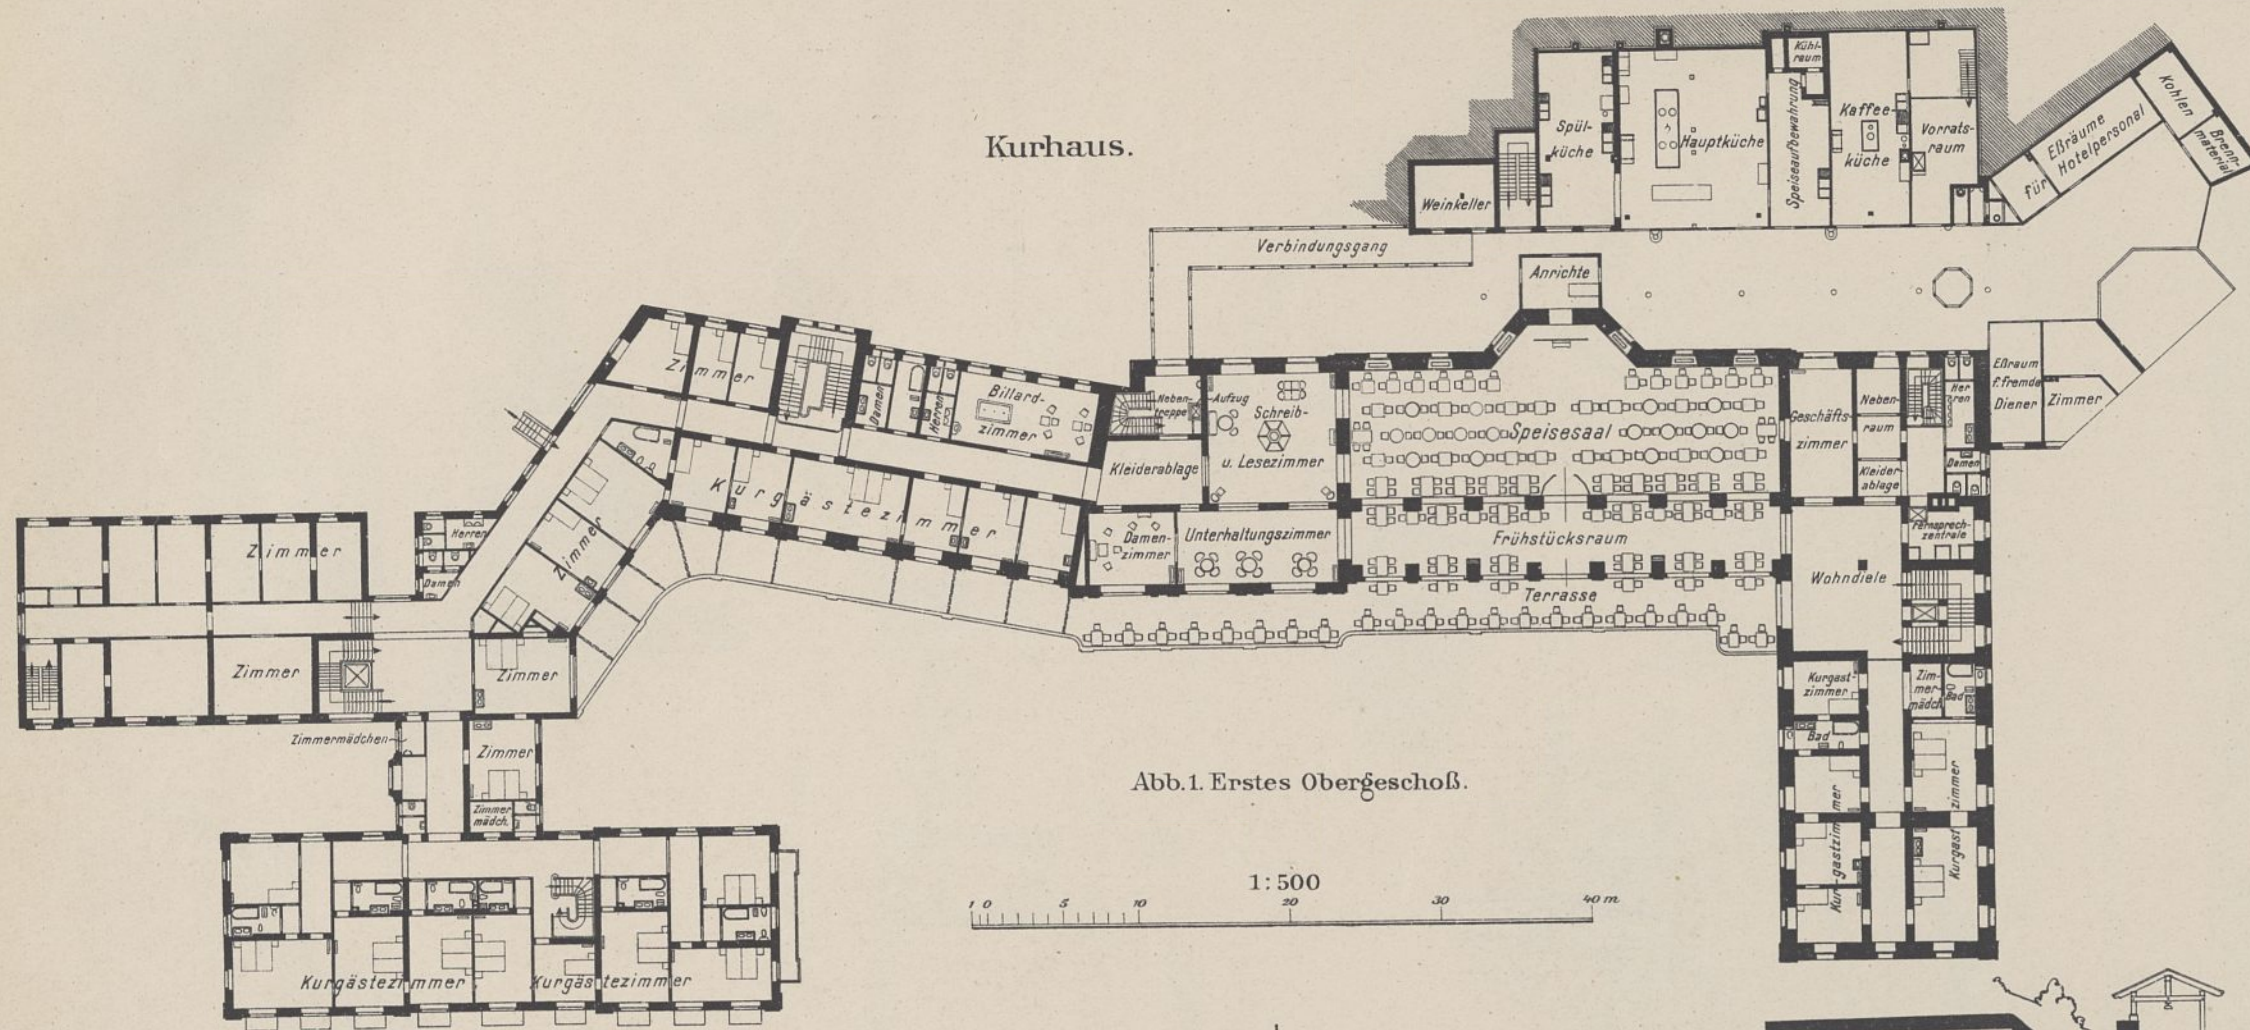 Kurhaus.
Kühl-
raum
Spül-
küche
Hauptküche
Speiseaufbewahrung
Kaffee-
küche
Vorrats-
raum
Eßräume
für Hotelpersonal
Kohlen
Brenn-
material
Weinkeller
Verbindungsgang
Anrichte
Zimmer
Damen
Herren
Billard-
zimmer
Neben-
treppe
Aufzug
Schreib-
u. Lesezimmer
Kleiderablage
Speisesaal
Geschäfts-
zimmer
Neben-
raum
Kleider-
ablage
Her
ren
Damen
Eßraum
f. fremde
Diener
Zimmer
Kurgästezimmer
Zimmer
Damen-
zimmer
Unterhaltungszimmer
Frühstücksraum
Terrasse
Fernsprech-
zentrale
Wohndiele
Zimmer
Herren
Damen
Zimmer
Zimmer
Kurgast-
zimmer
Zim-
mer-
mädch.
Bad
Bad
Zimmermädchen
Zimmer
Zimmer
mädch.
Kurgastzimmer
Kurgast
zimmer
Kurgästezimmer
Kurgästezimmer
Abb.1. Erstes Obergeschoß.
1:500
1 0 5 10 20 30 40 m